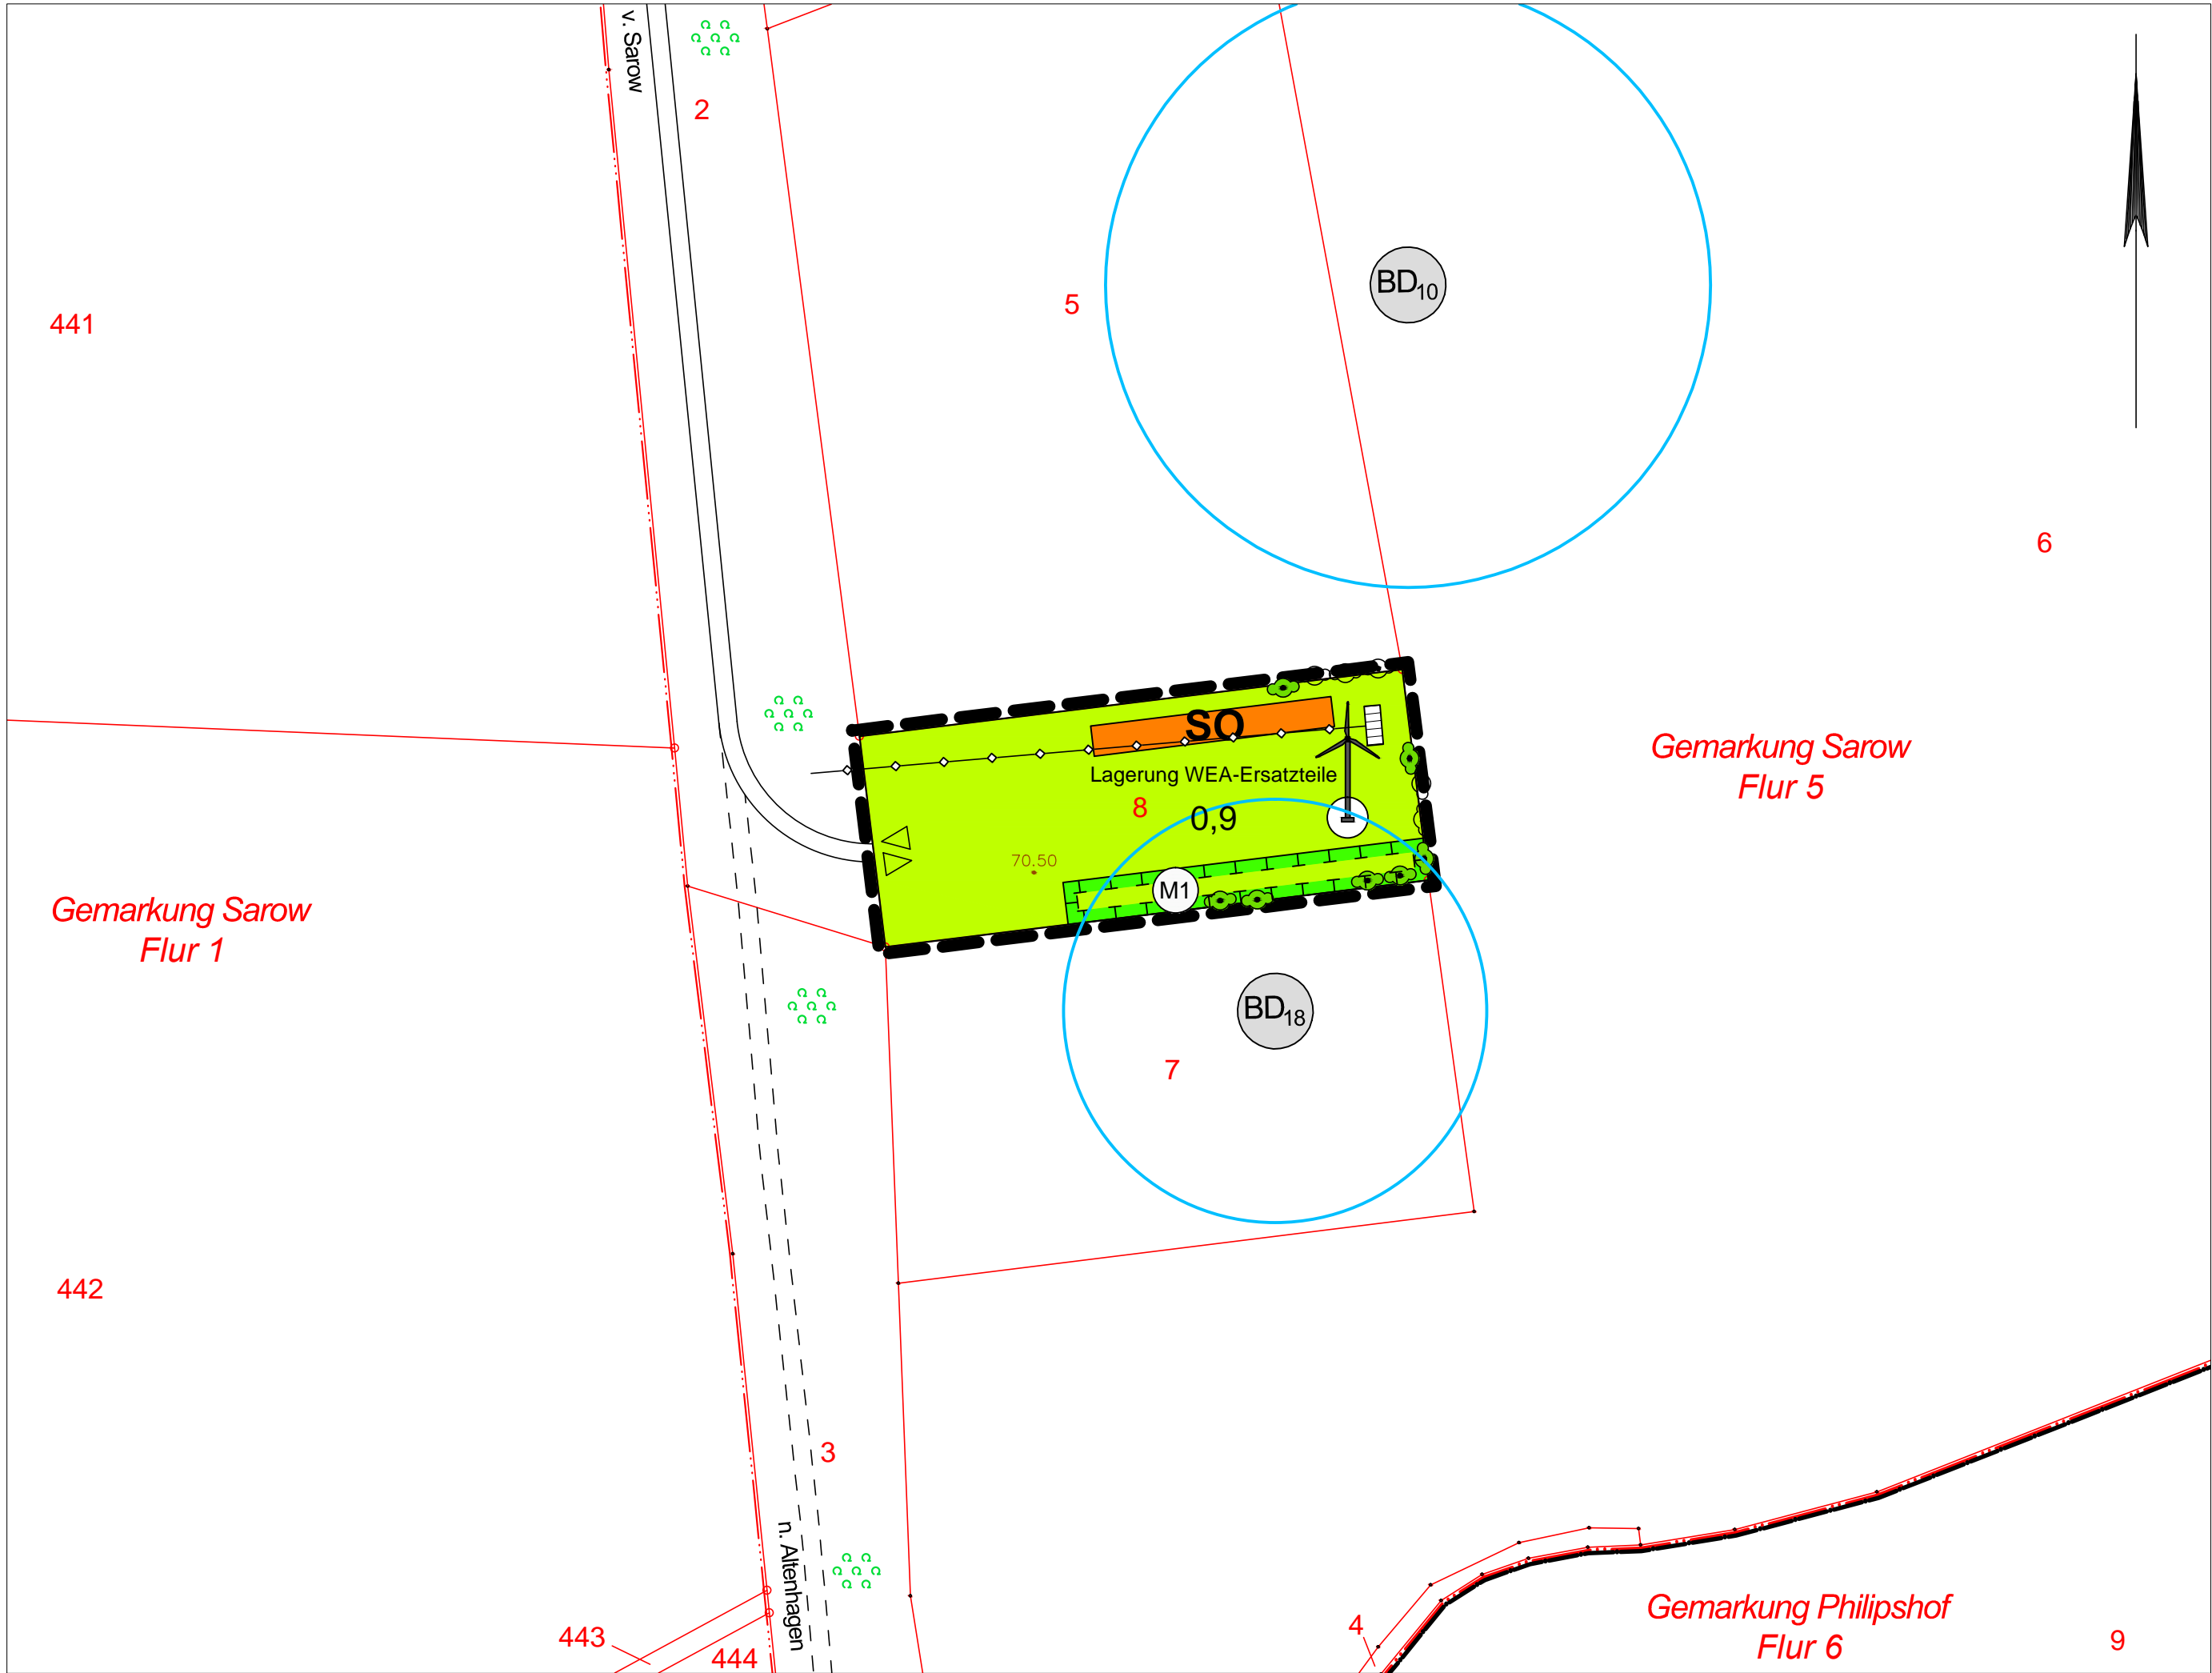 v. Sarow
2
441
5
BD10
6
SO
Lagerung WEA-Ersatzteile
8
0,9
70.50
M1
Gemarkung Sarow
Flur 5
Gemarkung Sarow
Flur 1
BD18
7
442
3
n. Altenhagen
443
444
4
Gemarkung Philipshof
Flur 6
9